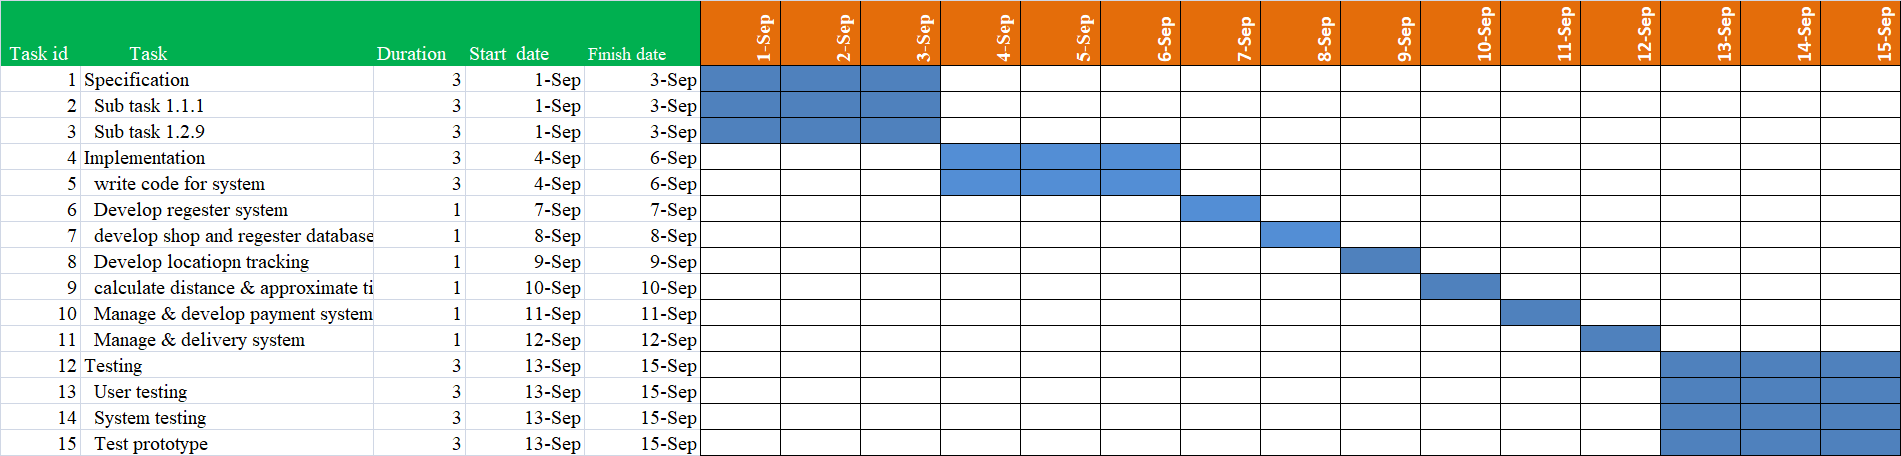 Task id Task Duration Start date Finish date 1-Sep 2-Sep 3-Sep 4-Sep 5-Sep 6-Sep 7-Sep 8-Sep 9-Sep 10-Sep 11-Sep 12-Sep 13-Sep 14-Sep 15-Sep
1 Specification 3 1-Sep 3-Sep
2 Sub task 1.1.1 3 1-Sep 3-Sep
3 Sub task 1.2.9 3 1-Sep 3-Sep
4 Implementation 3 4-Sep 6-Sep
5 write code for system 3 4-Sep 6-Sep
6 Develop regester system 1 7-Sep 7-Sep
7 develop shop and regester database 1 8-Sep 8-Sep
8 Develop locatiopn tracking 1 9-Sep 9-Sep
9 calculate distance & approximate ti 1 10-Sep 10-Sep
10 Manage & develop payment system 1 11-Sep 11-Sep
11 Manage & delivery system 1 12-Sep 12-Sep
12 Testing 3 13-Sep 15-Sep
13 User testing 3 13-Sep 15-Sep
14 System testing 3 13-Sep 15-Sep
15 Test prototype 3 13-Sep 15-Sep